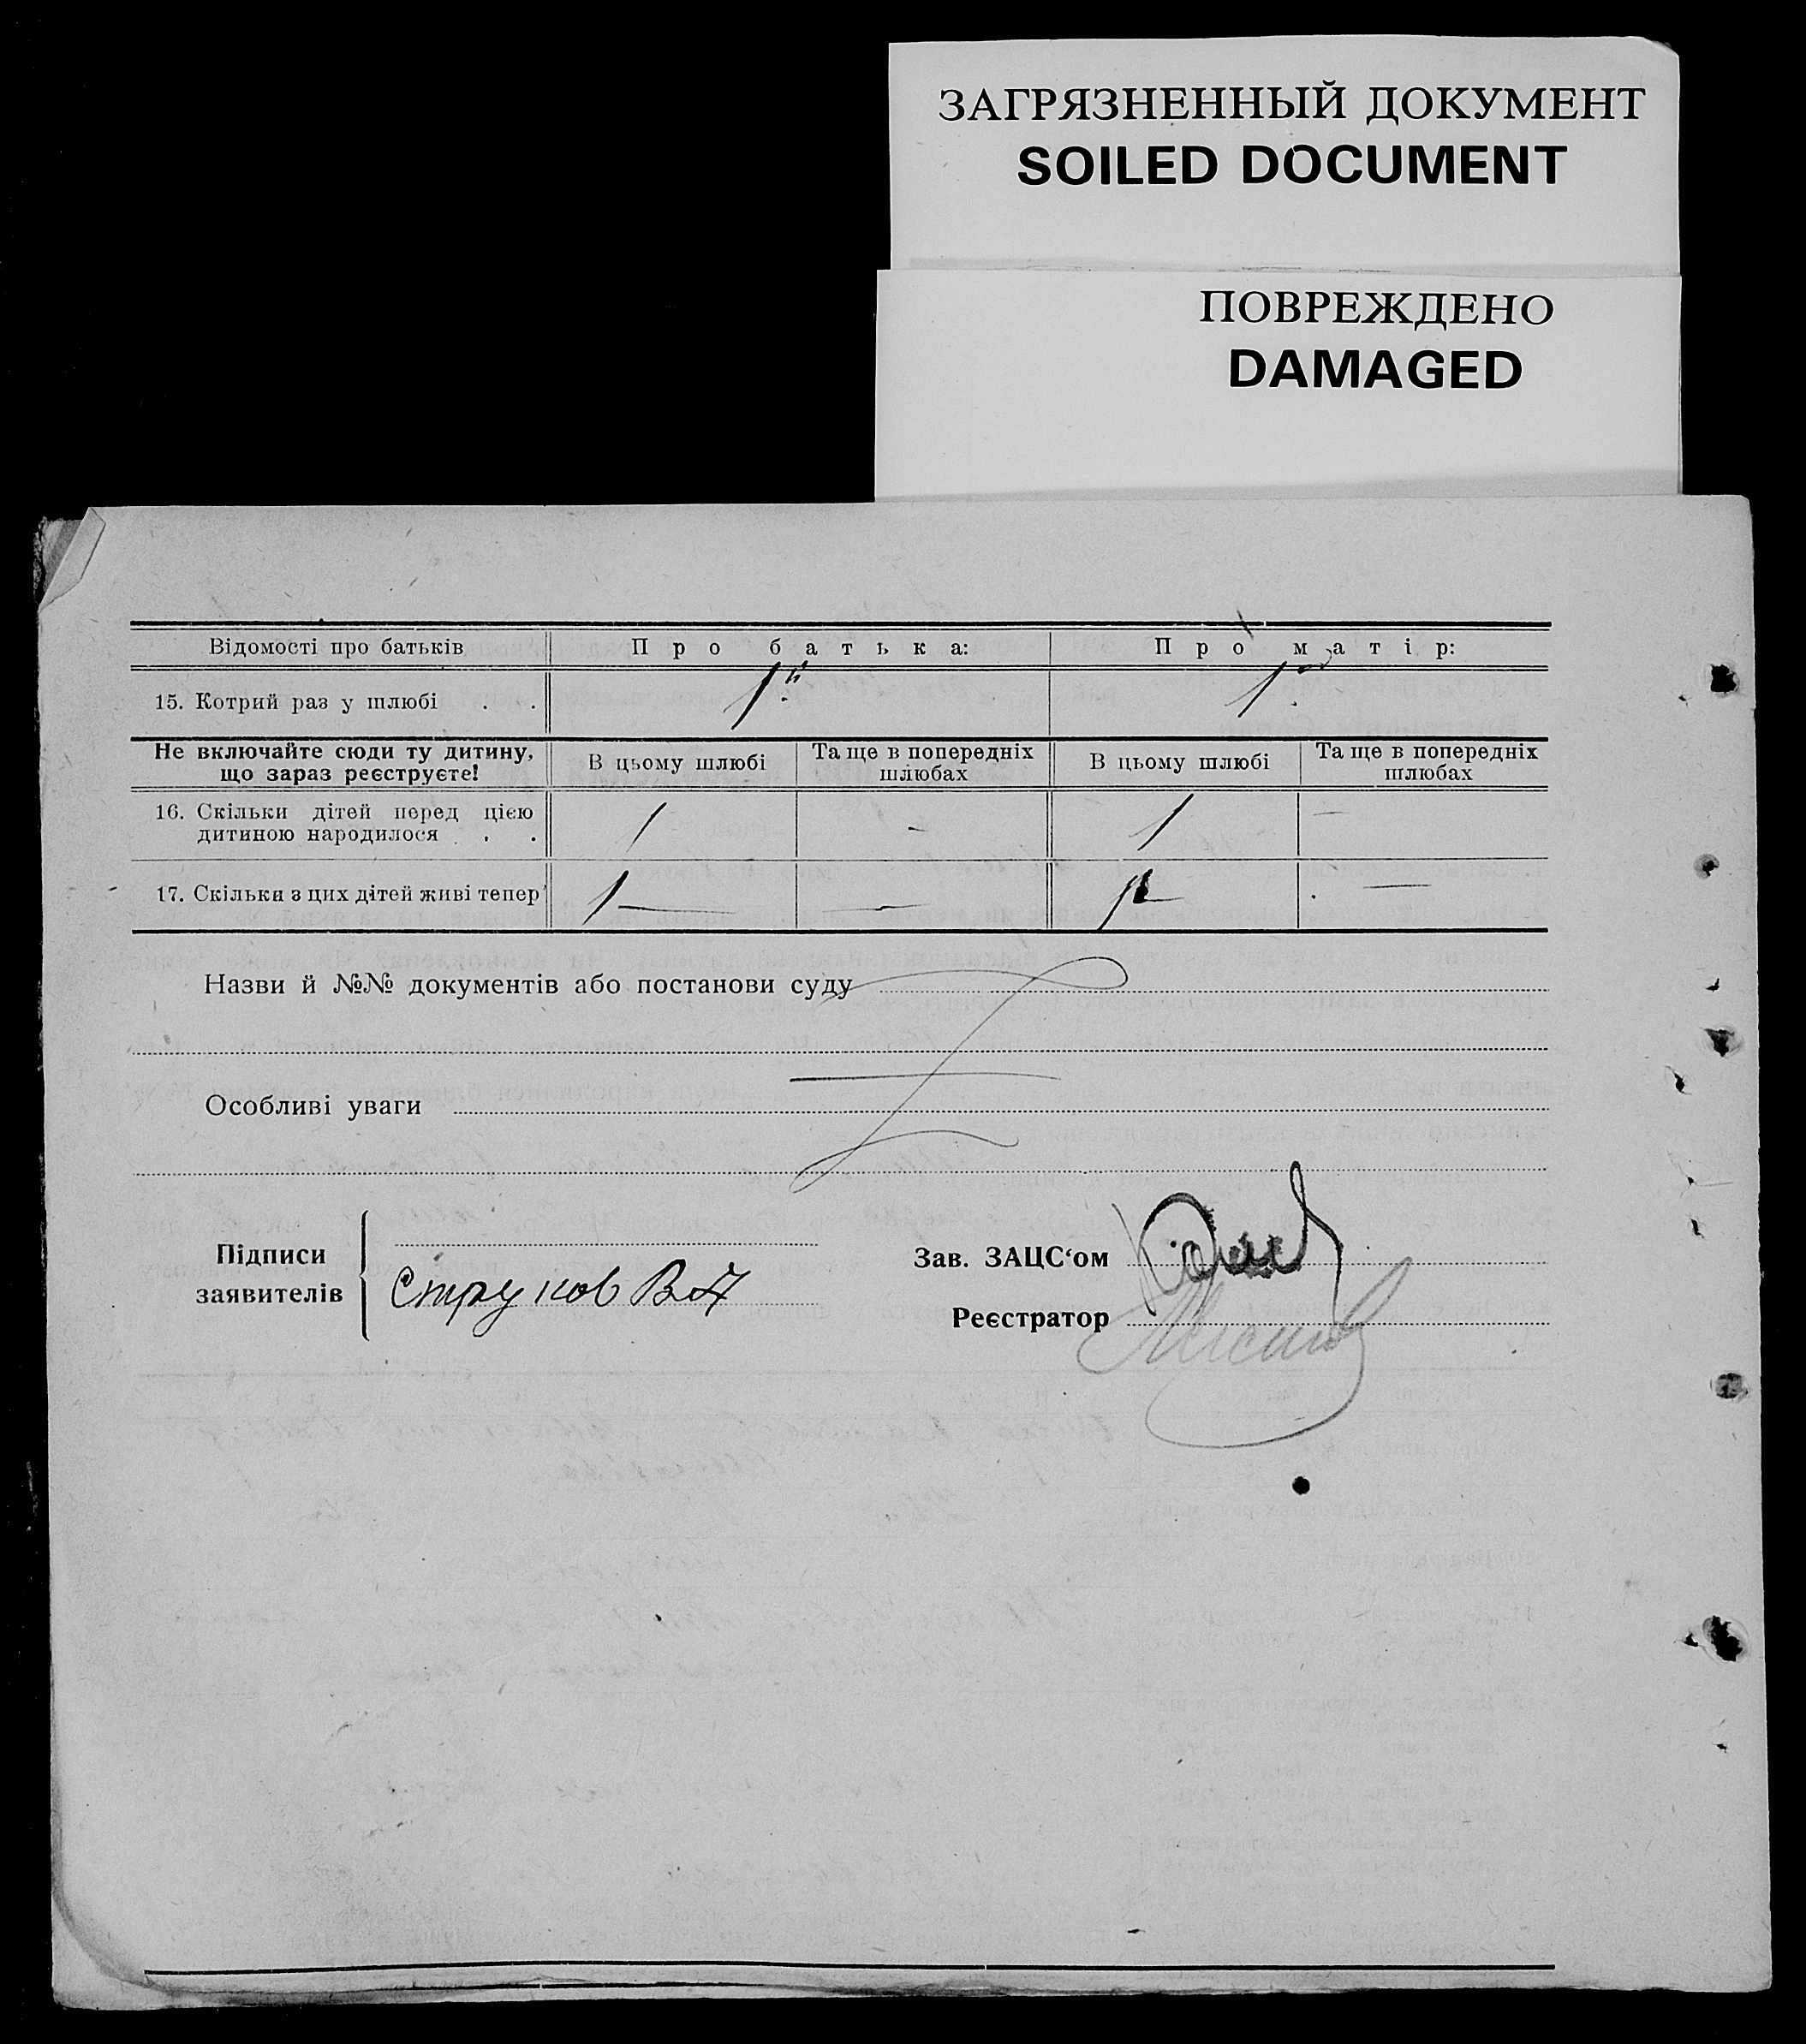 ЗАГРЯЗНЕННЫЙ ДОКУМЕНТ
SOILED DOCUMENT
ПОВРЕЖДЕНО
DAMAGED
Відомості про батьків Про батька: Про матір:
15. Котрий раз у шлюбі . . 1й. 1
Не включайте сюди ту дитину, що зараз реєструєте! В цьому шлюбі Та ще в попередніх шлюбах В цьому шлюбі Та ще в попередніх шлюбах
16. Скільки дітей перед цією
дитиною народилося . . . 1 - 1 —
17. Скільки з цих дітей живі тепер 1 — — 1 — —
Назви й №№ документів або постанови суду
Особливі уваги
Підписи
заявителів
Струков В А
Зав. ЗАЦС‘ом
Реєстратор